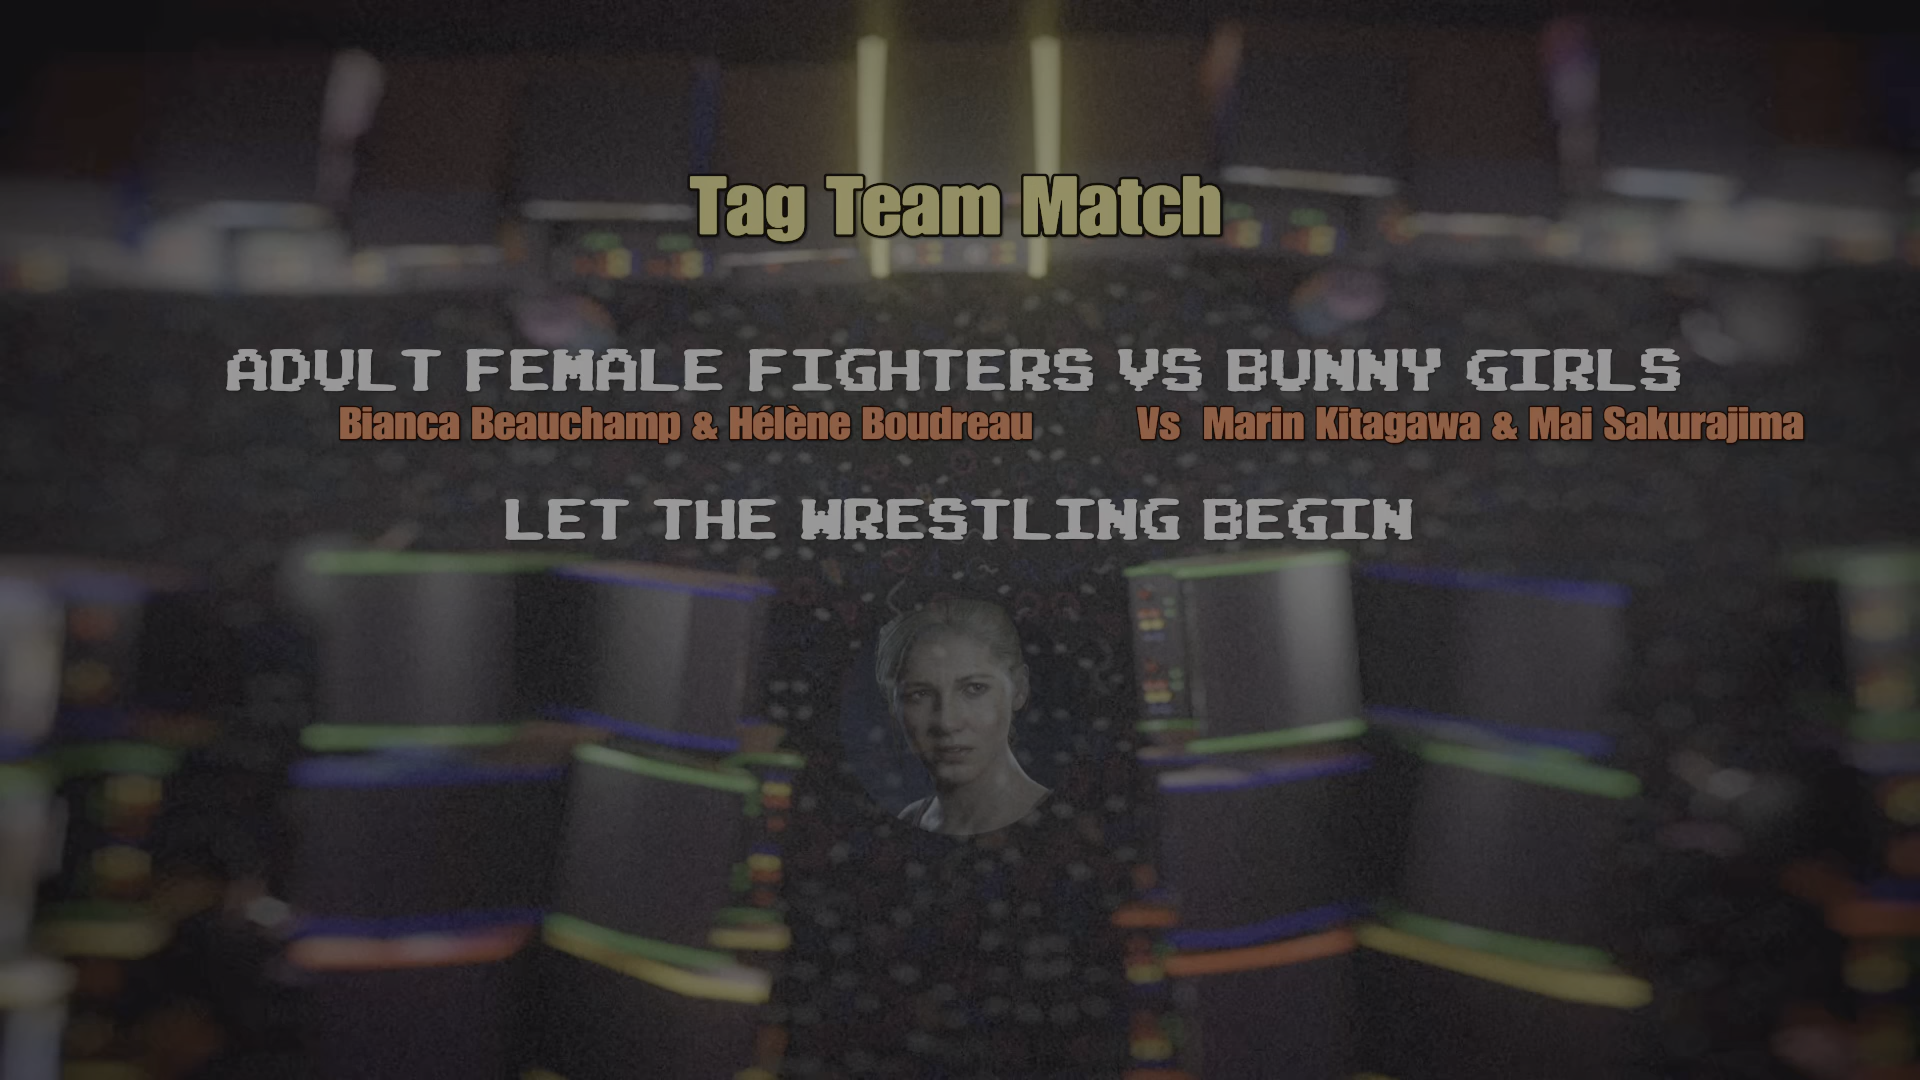 Tag Team Match
ADULT FEMALE FIGHTERS VS BUNNY GIRLS
Bianca Beauchamp & Hélène Boudreau Vs Marin Kitagawa & Mai Sakurajima
LET THE WRESTLING BEGIN